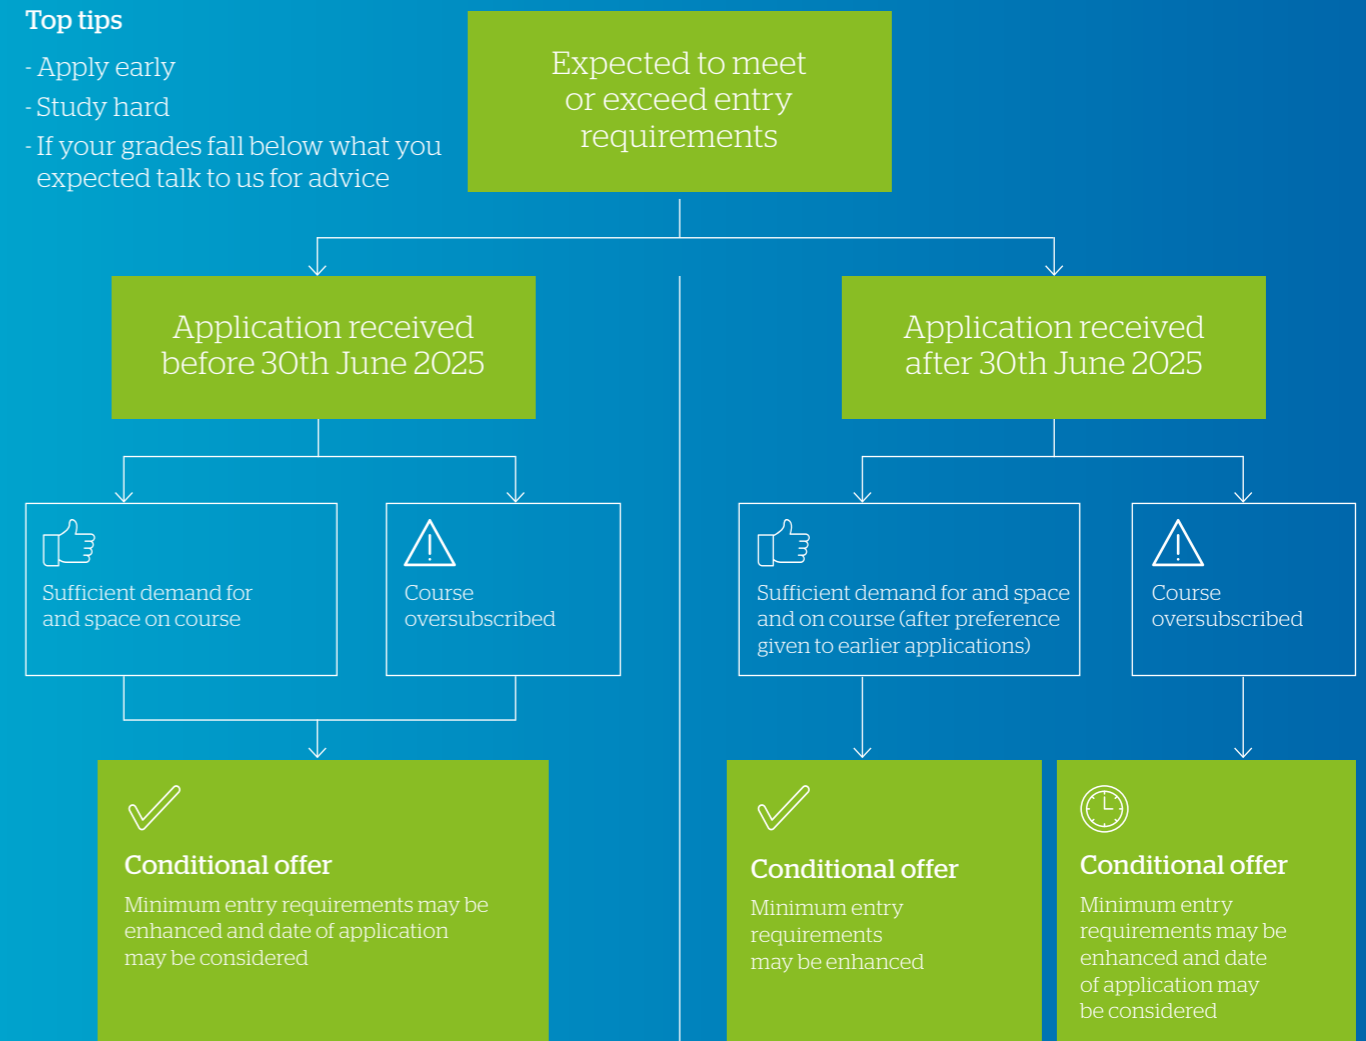 Top tips
- Apply early
- Study hard
- If your grades fall below what you
expected talk to us for advice
Expected to meet
or exceed entry
requirements
Application received
before 30th June 2025
Application received
after 30th June 2025
Sufficient demand for
and space on course
Course
oversubscribed
Sufficient demand for and space
and on course (after preference
given to earlier applications)
Course
oversubscribed
Conditional offer
Minimum entry requirements may be
enhanced and date of application
may be considered
Conditional offer
Minimum entry
requirements
may be enhanced
Conditional offer
Minimum entry
requirements may be
enhanced and date
of application may
be considered